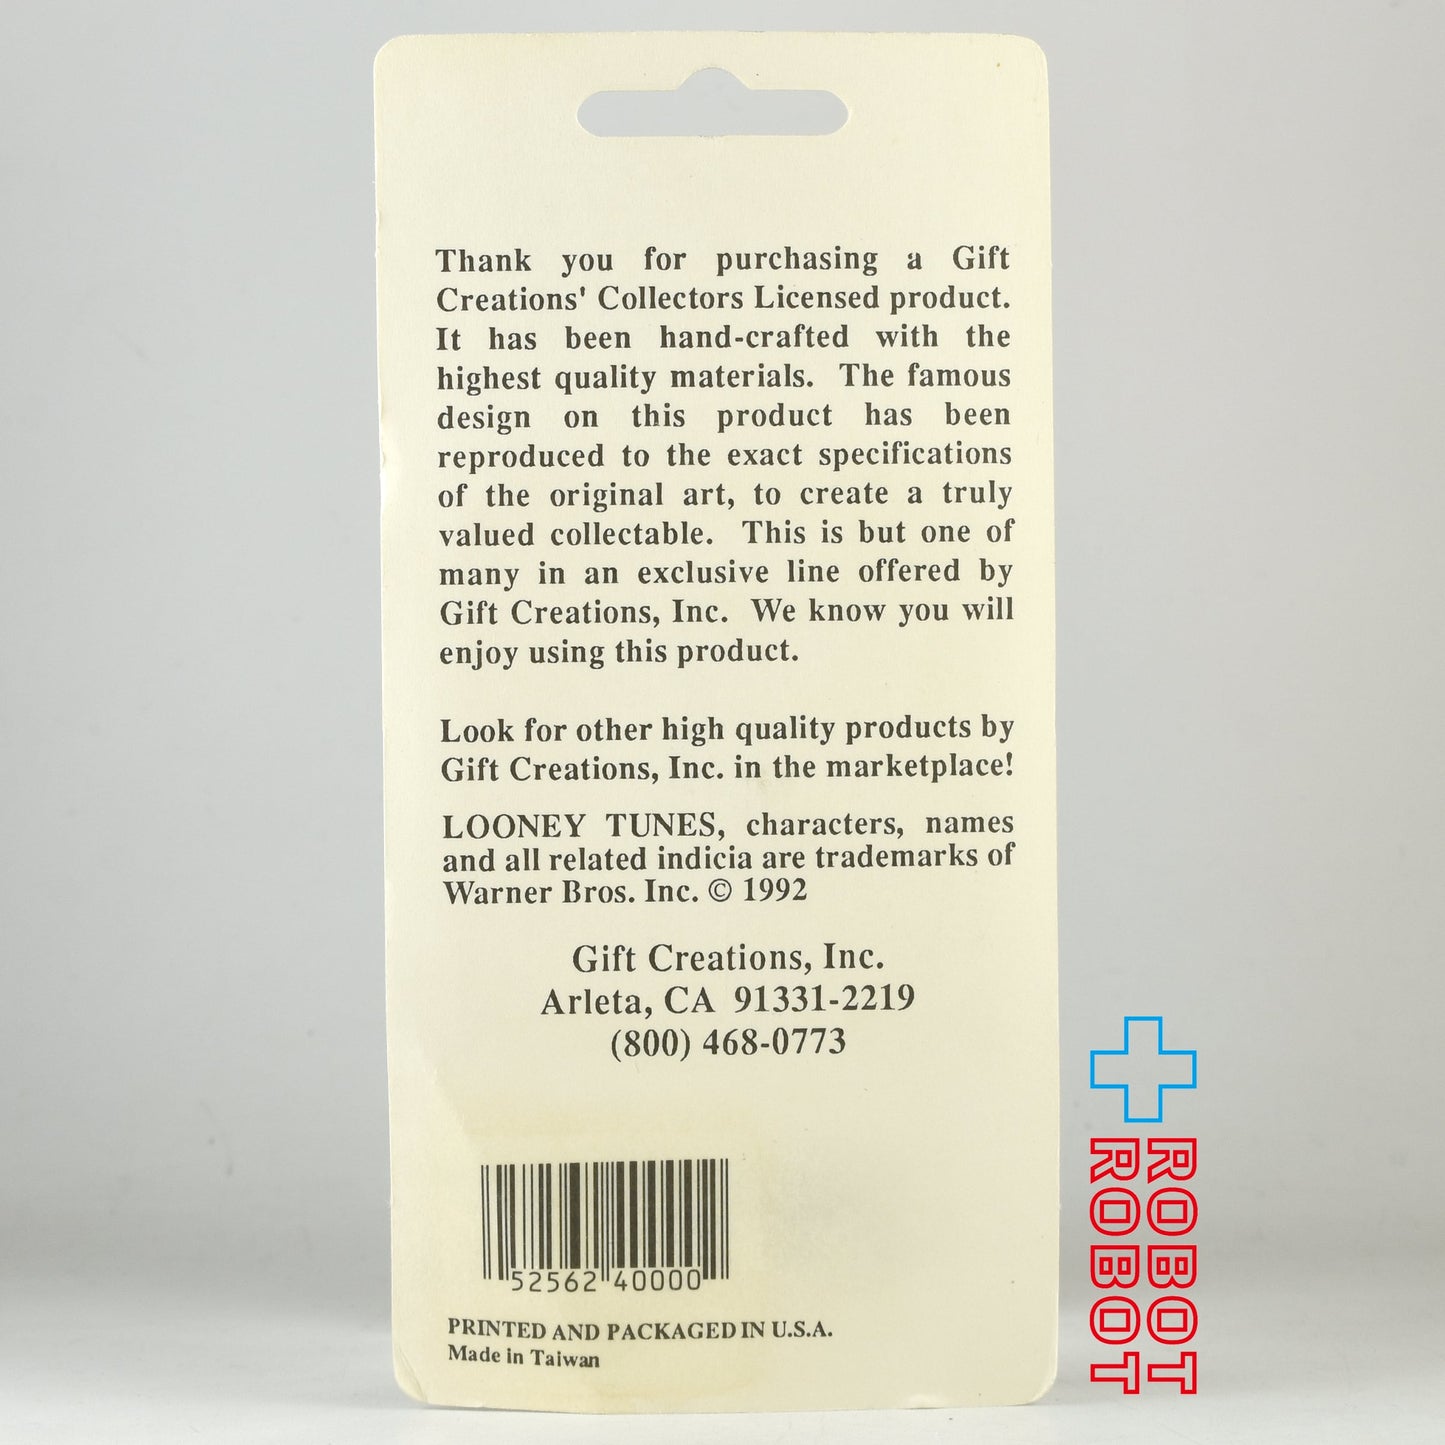 Thank you for purchasing a Gift
Creations' Collectors Licensed product.
It has been hand-crafted with the
highest quality materials. The famous
design on this product has been
reproduced to the exact specifications
of the original art, to create a truly
valued collectable. This is but one of
many in an exclusive line offered by
Gift Creations, Inc. We know you will
enjoy using this product.
Look for other high quality products by
Gift Creations, Inc. in the marketplace!
LOONEY TUNES, characters, names
and all related indicia are trademarks of
Warner Bros. Inc. © 1992
Gift Creations, Inc.
Arleta, CA 91331-2219
(800) 468-0773
52562 40000
PRINTED AND PACKAGED IN U.S.A.
Made in Taiwan
ROBOT
ROBOT